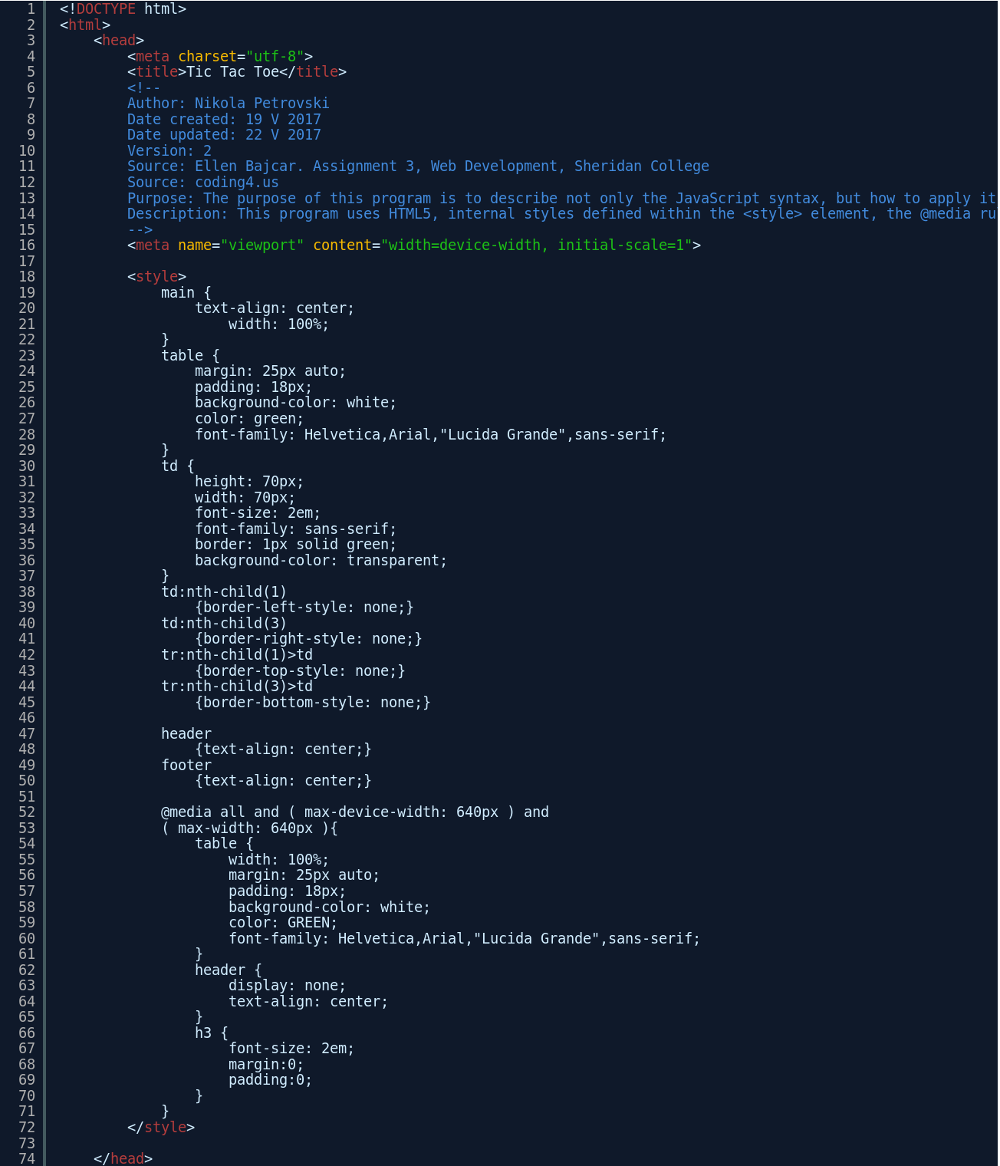 1 <!DOCTYPE html>
2 <html>
3     <head>
4         <meta charset="utf-8">
5         <title>Tic Tac Toe</title>
6         <!--
7         Author: Nikola Petrovski
8         Date created: 19 V 2017
9         Date updated: 22 V 2017
10         Version: 2
11         Source: Ellen Bajcar. Assignment 3, Web Development, Sheridan College
12         Source: coding4.us
13         Purpose: The purpose of this program is to describe not only the JavaScript syntax, but how to apply it
14         Description: This program uses HTML5, internal styles defined within the <style> element, the @media ru
15         -->
16         <meta name="viewport" content="width=device-width, initial-scale=1">
17
18         <style>
19             main {
20                 text-align: center;
21                     width: 100%;
22             }
23             table {
24                 margin: 25px auto;
25                 padding: 18px;
26                 background-color: white;
27                 color: green;
28                 font-family: Helvetica,Arial,"Lucida Grande",sans-serif;
29             }
30             td {
31                 height: 70px;
32                 width: 70px;
33                 font-size: 2em;
34                 font-family: sans-serif;
35                 border: 1px solid green;
36                 background-color: transparent;
37             }
38             td:nth-child(1)
39                 {border-left-style: none;}
40             td:nth-child(3)
41                 {border-right-style: none;}
42             tr:nth-child(1)>td
43                 {border-top-style: none;}
44             tr:nth-child(3)>td
45                 {border-bottom-style: none;}
46
47             header
48                 {text-align: center;}
49             footer
50                 {text-align: center;}
51
52             @media all and ( max-device-width: 640px ) and
53             ( max-width: 640px ){
54                 table {
55                     width: 100%;
56                     margin: 25px auto;
57                     padding: 18px;
58                     background-color: white;
59                     color: GREEN;
60                     font-family: Helvetica,Arial,"Lucida Grande",sans-serif;
61                 }
62                 header {
63                     display: none;
64                     text-align: center;
65                 }
66                 h3 {
67                     font-size: 2em;
68                     margin:0;
69                     padding:0;
70                 }
71             }
72         </style>
73
74     </head>